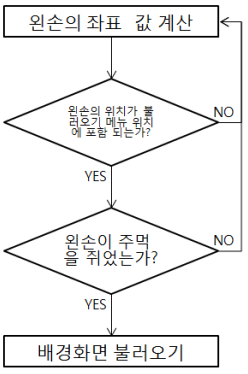 왼손의 좌표 값 계산
왼손의 위치가 불
러오기 메뉴 위치
에 포함 되는가?
NO
YES
왼손이 주먹
을 쥐었는가?
NO
YES
배경화면 불러오기